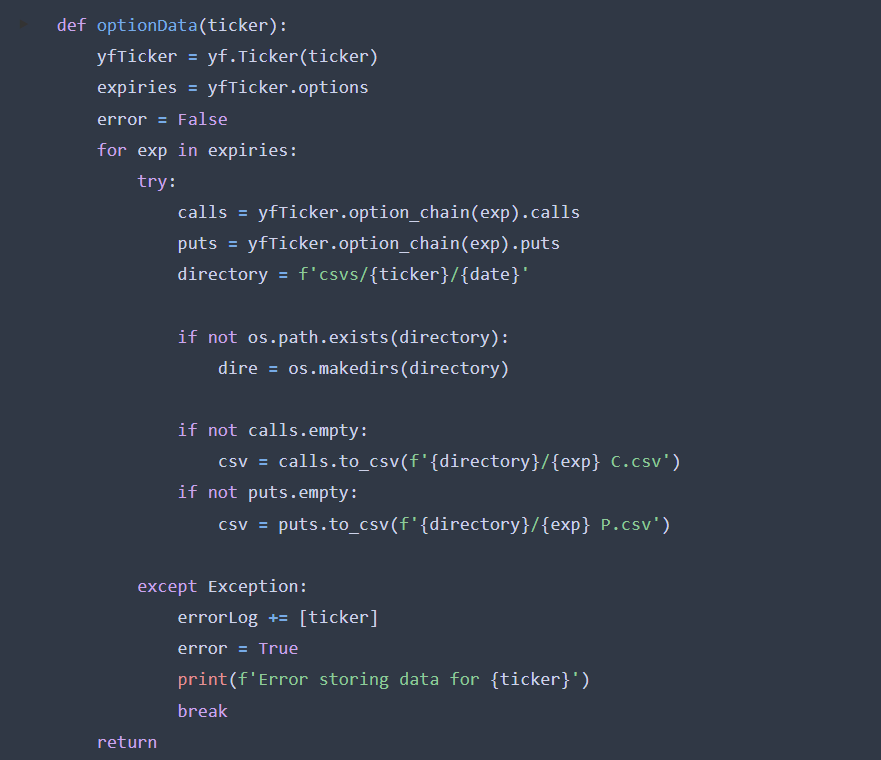 def optionData(ticker):
    yfTicker = yf.Ticker(ticker)
    expiries = yfTicker.options
    error = False
    for exp in expiries:
        try:
            calls = yfTicker.option_chain(exp).calls
            puts = yfTicker.option_chain(exp).puts
            directory = f'csvs/{ticker}/{date}'

            if not os.path.exists(directory):
                dire = os.makedirs(directory)

            if not calls.empty:
                csv = calls.to_csv(f'{directory}/{exp} C.csv')
            if not puts.empty:
                csv = puts.to_csv(f'{directory}/{exp} P.csv')

        except Exception:
            errorLog += [ticker]
            error = True
            print(f'Error storing data for {ticker}')
            break
    return